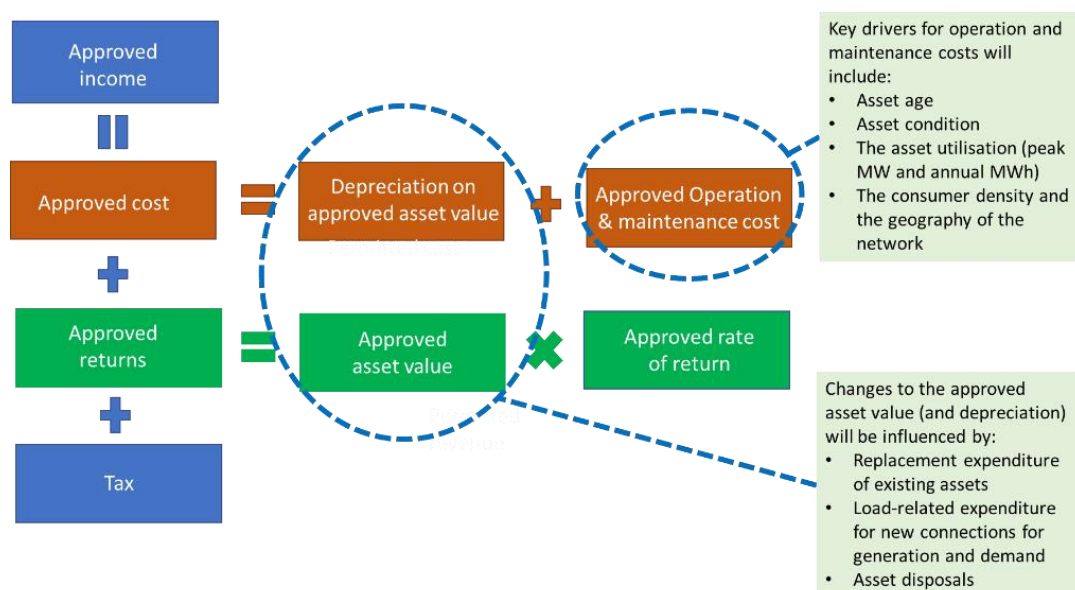 Approved
income
Approved cost
Depreciation on
approved asset value
Approved Operation
& maintenance cost
Approved
returns
Approved
asset value
Approved rate
of return
Tax
Key drivers for operation and
maintenance costs will
include:
• Asset age
• Asset condition
• The asset utilisation (peak
MW and annual MWh)
• The consumer density and
the geography of the
network
Changes to the approved
asset value (and depreciation)
will be influenced by:
• Replacement expenditure
of existing assets
• Load-related expenditure
for new connections for
generation and demand
• Asset disposals